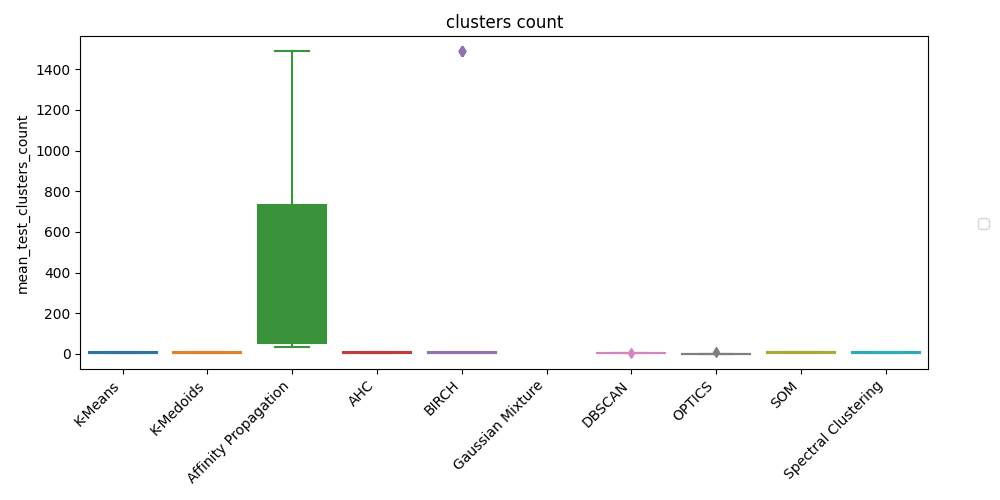 clusters count
mean_test_clusters_count
1400
1200
1000
800
600
400
200
0
K-Means
K-Medoids
Affinity Propagation
AHC
BIRCH
Gaussian Mixture
DBSCAN
OPTICS
SOM
Spectral Clustering